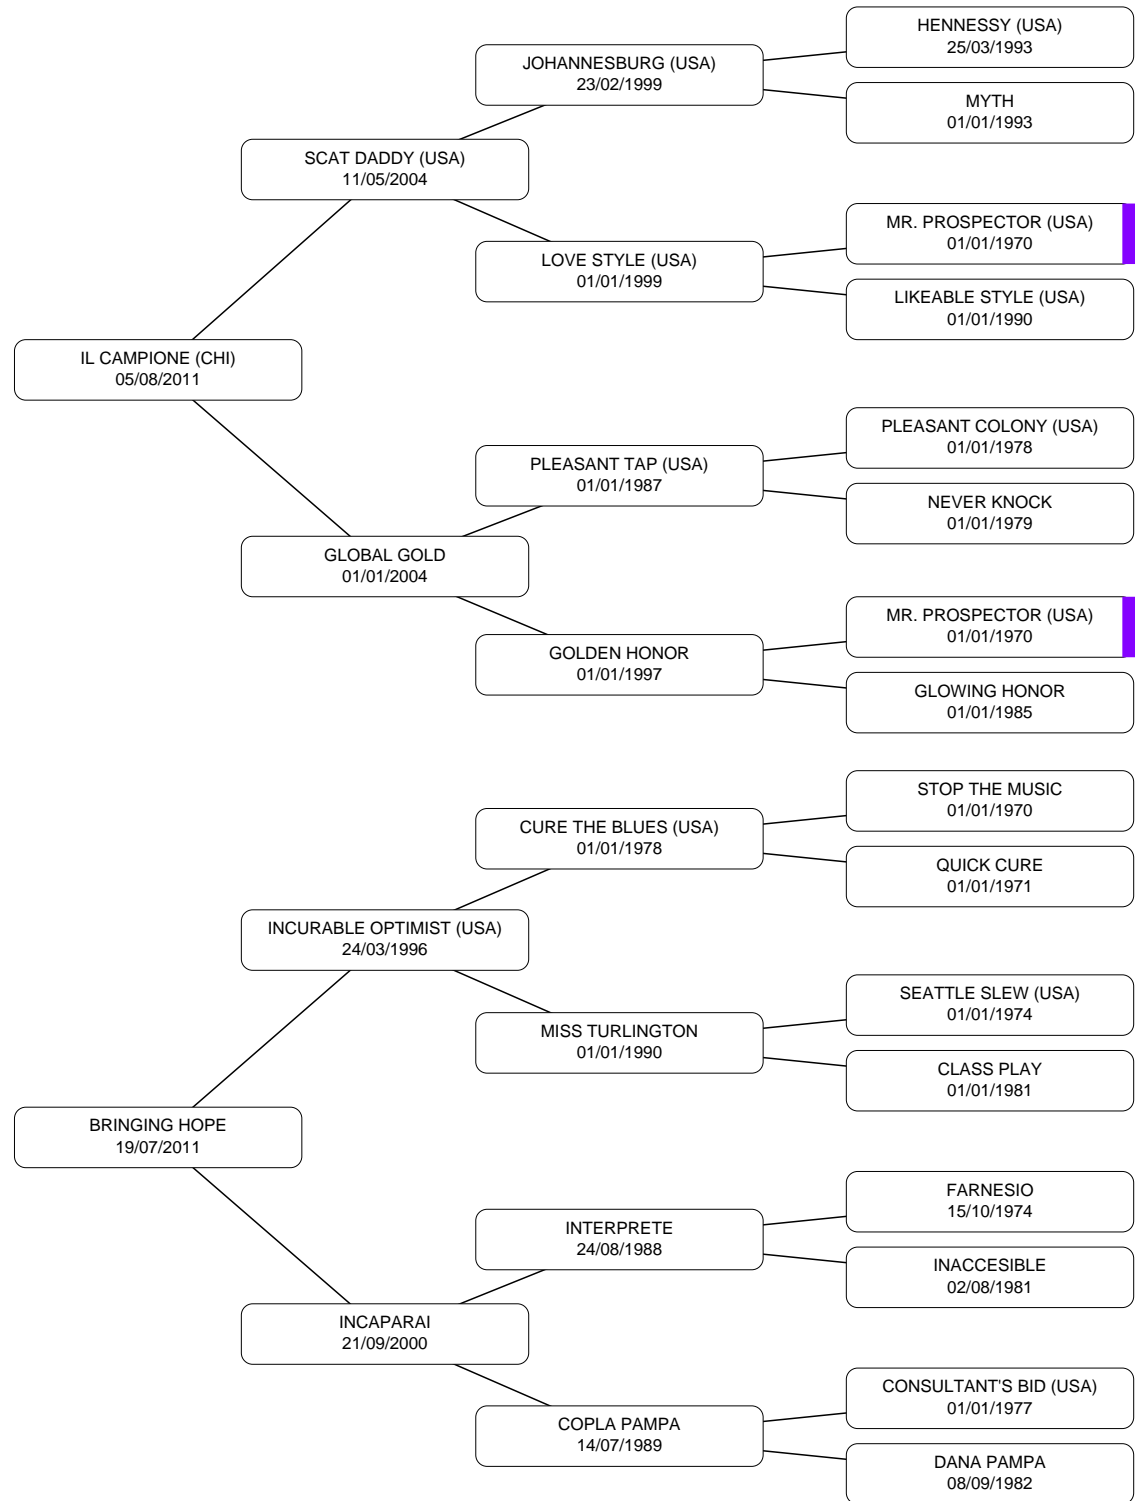 HENNESSY (USA)
25/03/1993
JOHANNESBURG (USA)
23/02/1999
MYTH
01/01/1993
SCAT DADDY (USA)
11/05/2004
MR. PROSPECTOR (USA)
01/01/1970
LOVE STYLE (USA)
01/01/1999
LIKEABLE STYLE (USA)
01/01/1990
IL CAMPIONE (CHI)
05/08/2011
PLEASANT COLONY (USA)
01/01/1978
PLEASANT TAP (USA)
01/01/1987
NEVER KNOCK
01/01/1979
GLOBAL GOLD
01/01/2004
MR. PROSPECTOR (USA)
01/01/1970
GOLDEN HONOR
01/01/1997
GLOWING HONOR
01/01/1985
STOP THE MUSIC
01/01/1970
CURE THE BLUES (USA)
01/01/1978
QUICK CURE
01/01/1971
INCURABLE OPTIMIST (USA)
24/03/1996
SEATTLE SLEW (USA)
01/01/1974
MISS TURLINGTON
01/01/1990
CLASS PLAY
01/01/1981
BRINGING HOPE
19/07/2011
FARNESIO
15/10/1974
INTERPRETE
24/08/1988
INACCESIBLE
02/08/1981
INCAPARAI
21/09/2000
CONSULTANT'S BID (USA)
01/01/1977
COPLA PAMPA
14/07/1989
DANA PAMPA
08/09/1982